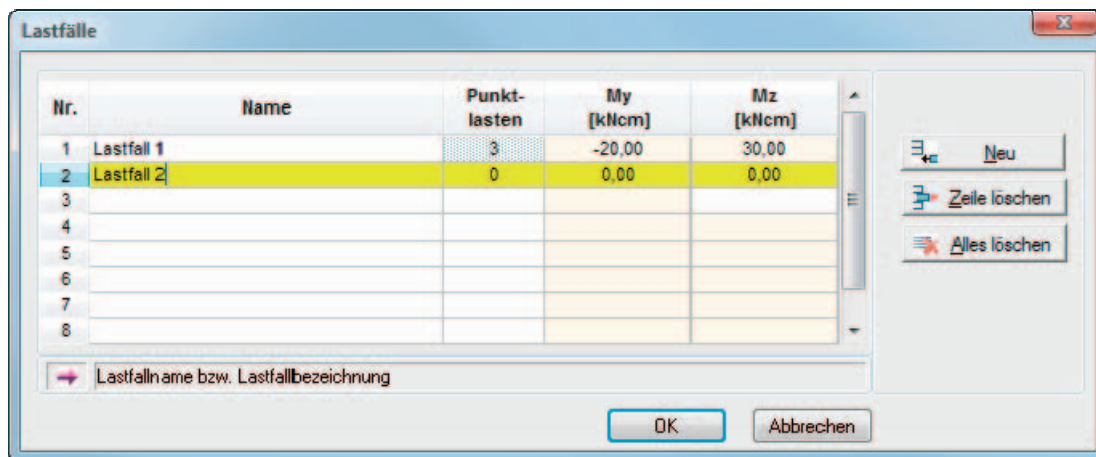 Lastfälle
Nr. Name Punkt-lasten My [kNcm] Mz [kNcm]
1 Lastfall 1 3 -20,00 30,00
2 Lastfall 2 0 0,00 0,00
3
4
5
6
7
8
Neu
Zeile löschen
Alles löschen
Lastfallname bzw. Lastfallbezeichnung
OK Abbrechen